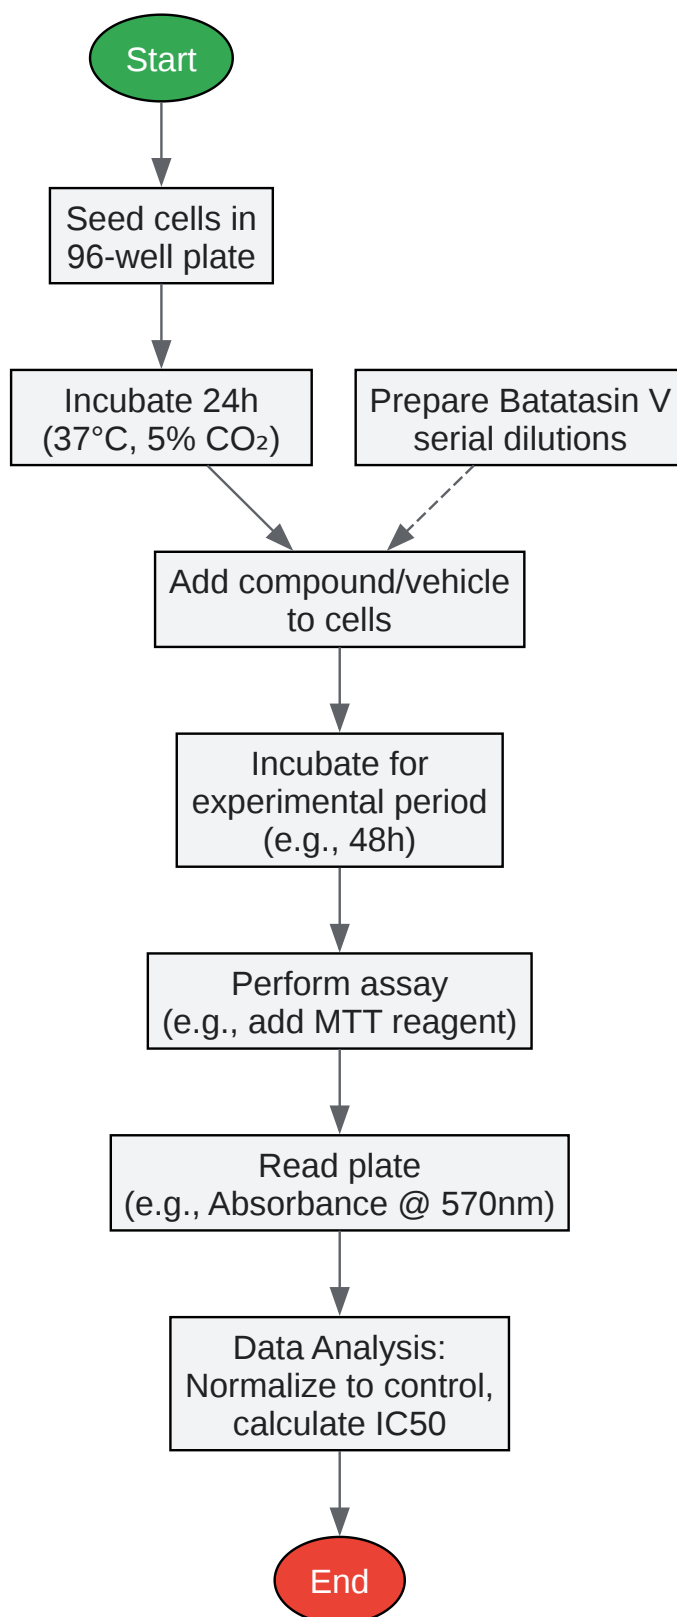 Start
Seed cells in
96-well plate
Incubate 24h
(37°C, 5% CO₂)
Prepare Batatasin V
serial dilutions
Add compound/vehicle
to cells
Incubate for
experimental period
(e.g., 48h)
Perform assay
(e.g., add MTT reagent)
Read plate
(e.g., Absorbance @ 570nm)
Data Analysis:
Normalize to control,
calculate IC50
End